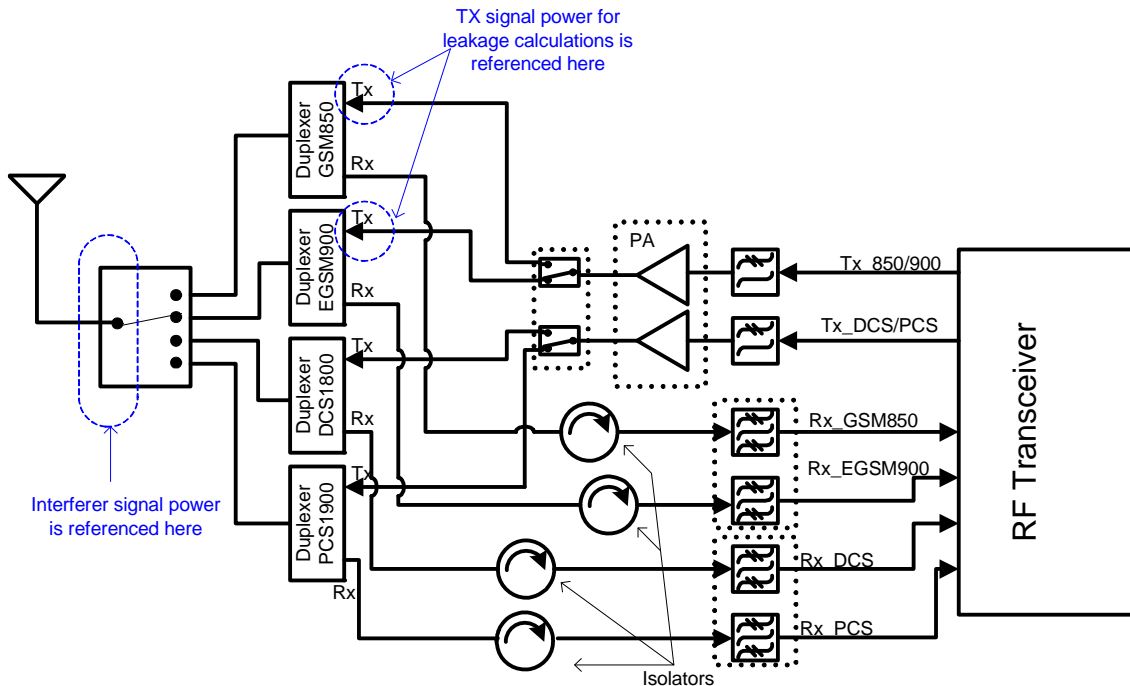 TX signal power for
leakage calculations is
referenced here
Duplexer
GSM850
Tx
Rx
Duplexer
EGSM900
Tx
Rx
Duplexer
DCS1800
Tx
Rx
Duplexer
PCS1900
Tx
Rx
PA
Tx_850/900
Tx_DCS/PCS
Rx_GSM850
Rx_EGSM900
Rx_DCS
Rx_PCS
RF Transceiver
Interferer signal power
is referenced here
Isolators